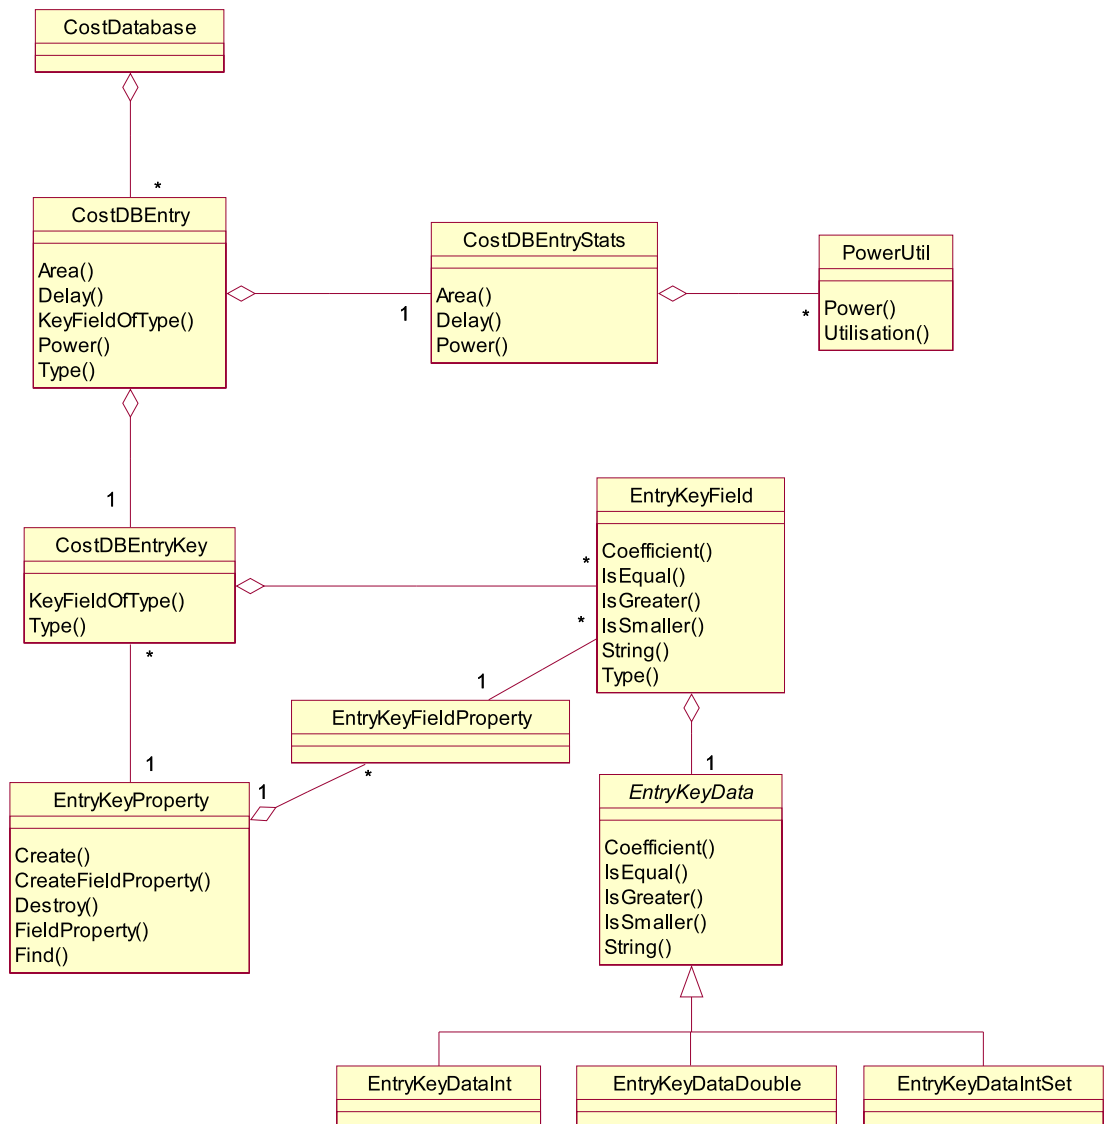 CostDatabase
*
CostDBEntry
Area()
Delay()
KeyFieldOfType()
Power()
Type()
1
CostDBEntryStats
Area()
Delay()
Power()
*
PowerUtil
Power()
Utilisation()
1
CostDBEntryKey
KeyFieldOfType()
Type()
*
EntryKeyField
Coefficient()
IsEqual()
IsGreater()
IsSmaller()
String()
Type()
*
1
EntryKeyFieldProperty
*
*
1
1
EntryKeyProperty
Create()
CreateFieldProperty()
Destroy()
FieldProperty()
Find()
1
EntryKeyData
Coefficient()
IsEqual()
IsGreater()
IsSmaller()
String()
EntryKeyDataInt
EntryKeyDataDouble
EntryKeyDataIntSet